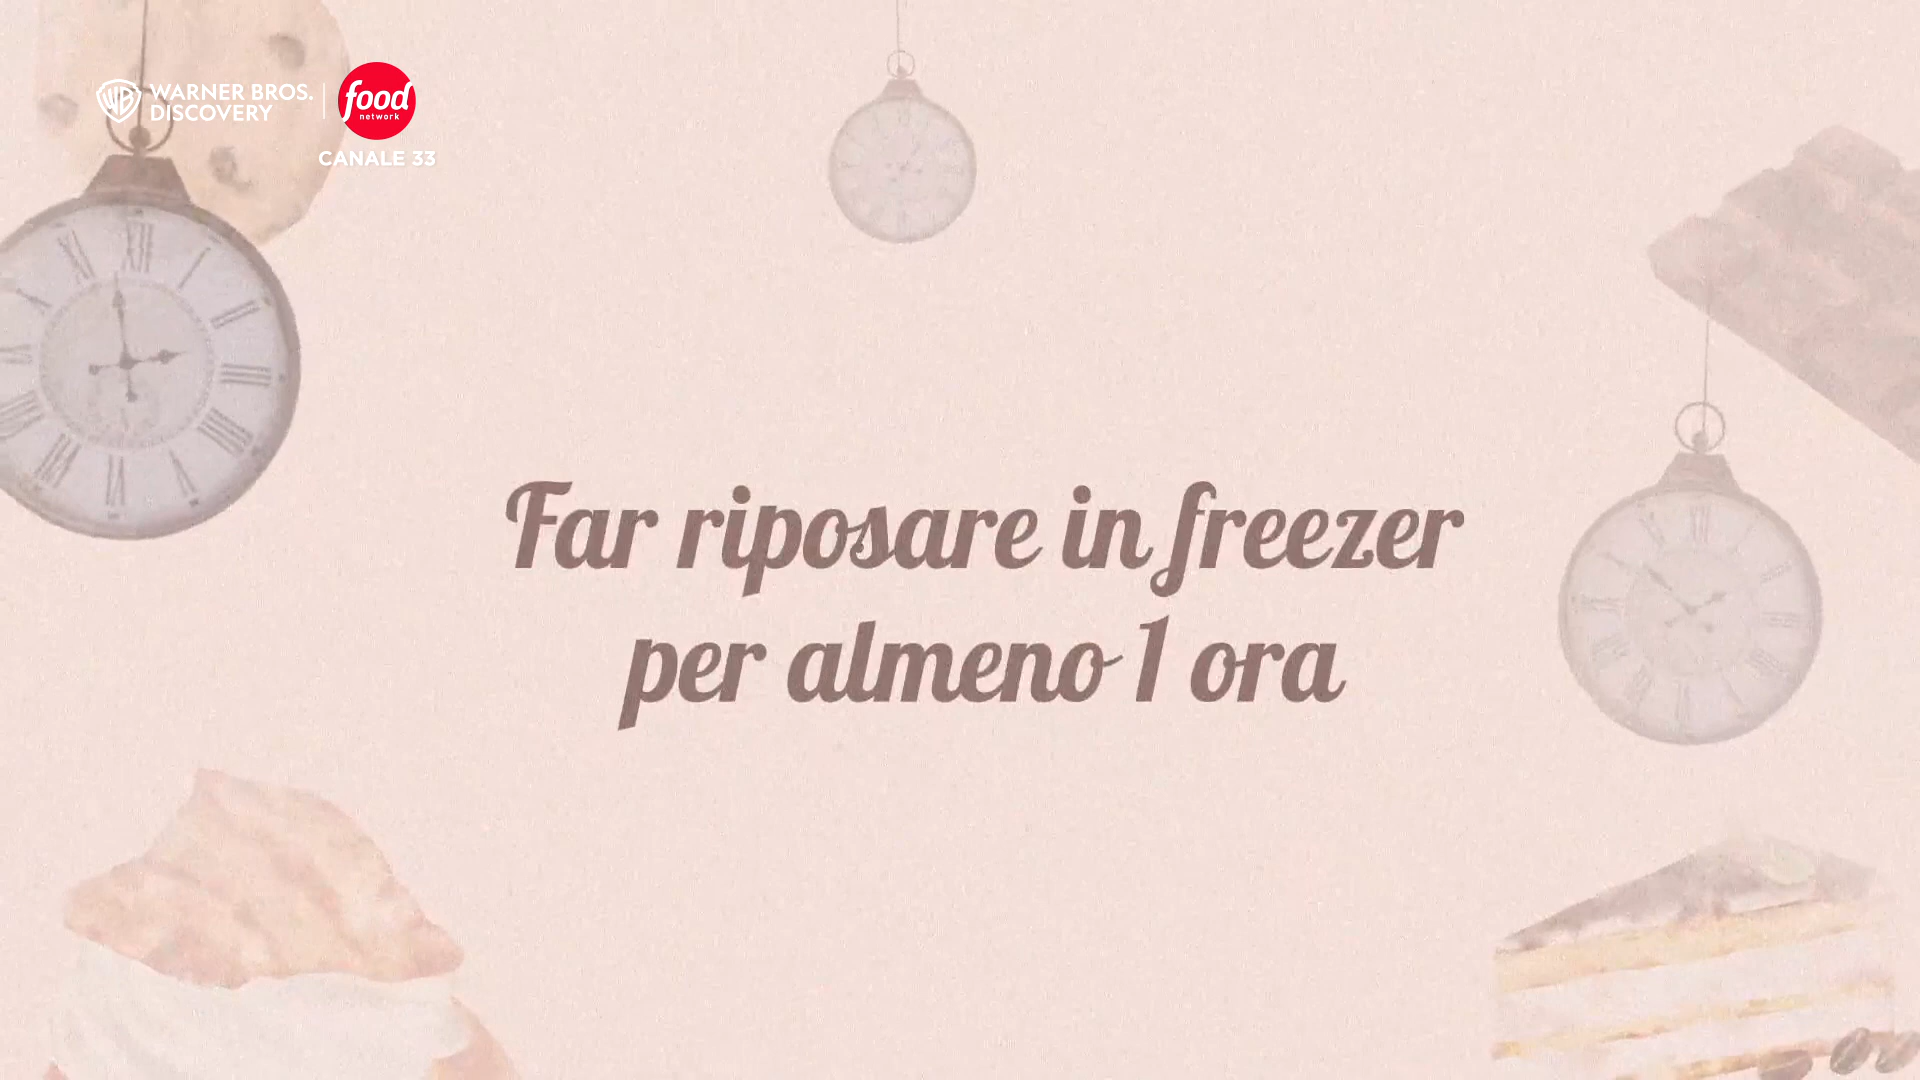 WARNER BROS.
DISCOVERY
food
network
CANALE 33
Far riposare in freezer
per almeno 1 ora